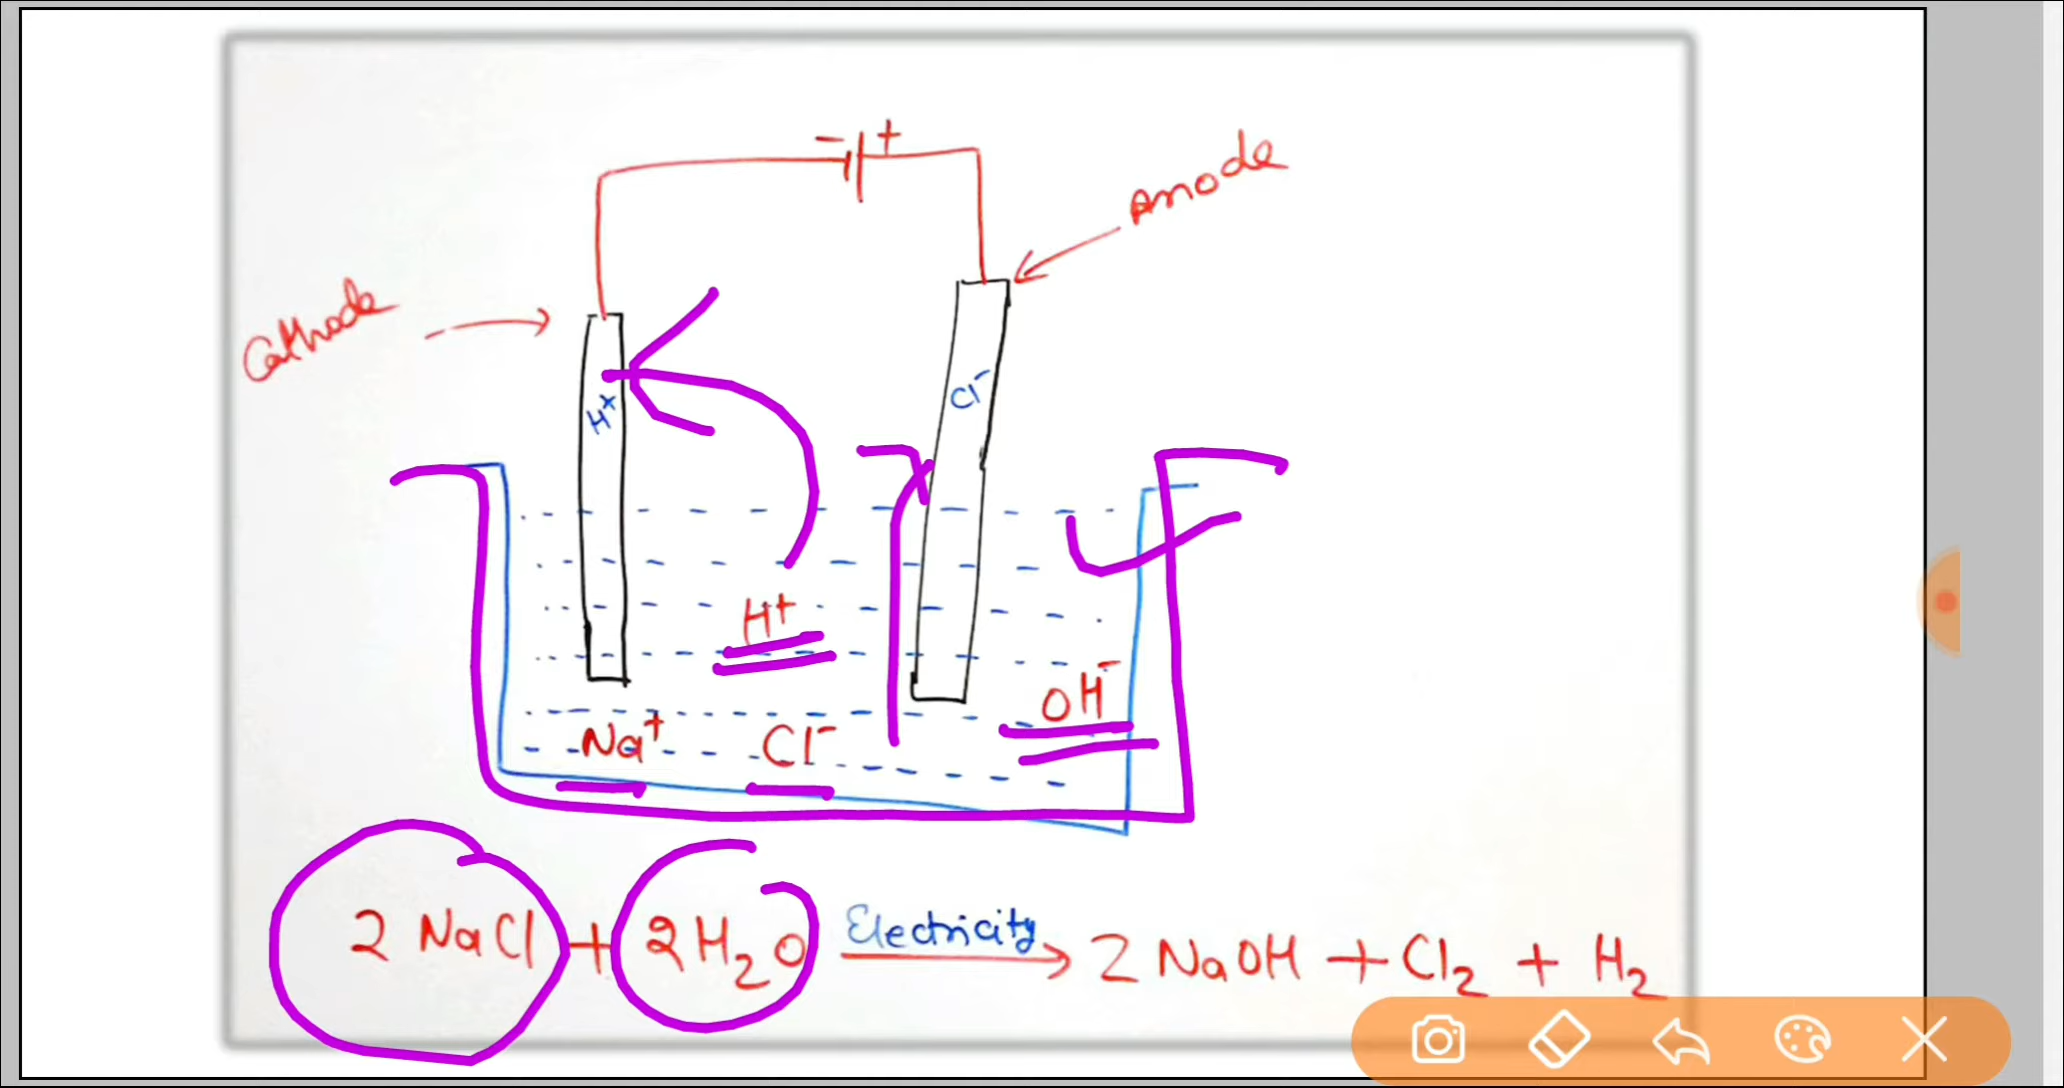 - +
Anode
Cathode
H+
Cl-
H+
OH-
Na+ Cl-
2 NaCl + 2H2O Electricity → 2 NaOH + Cl2 + H2